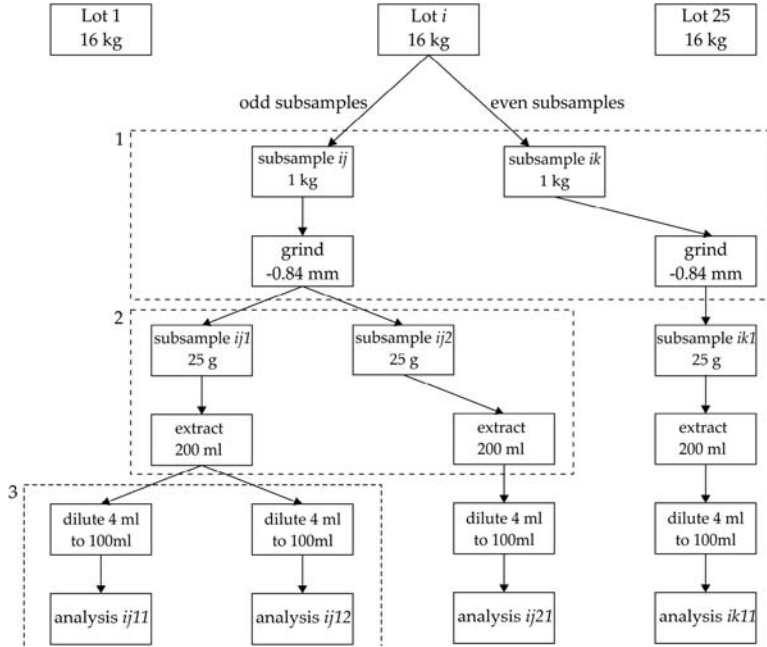 Lot 1
16 kg
Lot i
16 kg
Lot 25
16 kg
odd subsamples
even subsamples
1
subsample ij
1 kg
subsample ik
1 kg
grind
-0.84 mm
grind
-0.84 mm
2
subsample ij1
25 g
subsample ij2
25 g
subsample ik1
25 g
extract
200 ml
extract
200 ml
extract
200 ml
3
dilute 4 ml
to 100ml
dilute 4 ml
to 100ml
dilute 4 ml
to 100ml
dilute 4 ml
to 100ml
analysis ij11
analysis ij12
analysis ij21
analysis ik11